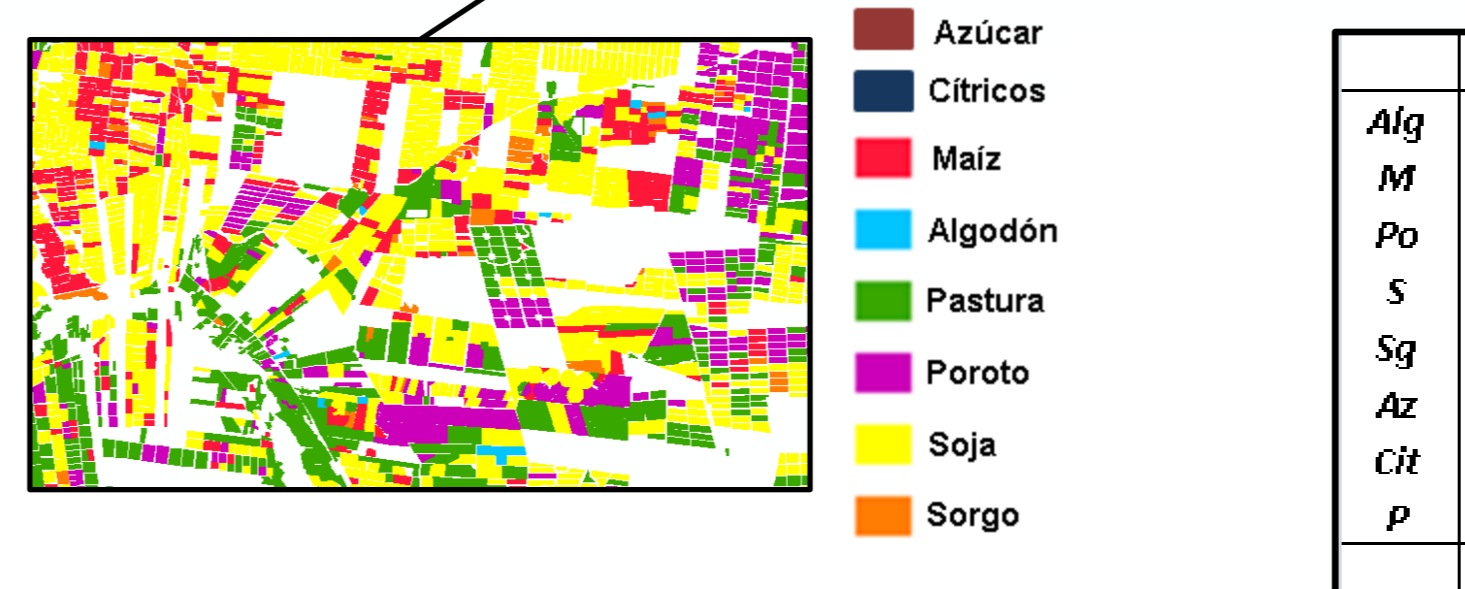 Azúcar
Cítricos
Maíz
Algodón
Pastura
Poroto
Soja
Sorgo
Alg
M
Po
S
Sg
Az
Cit
P